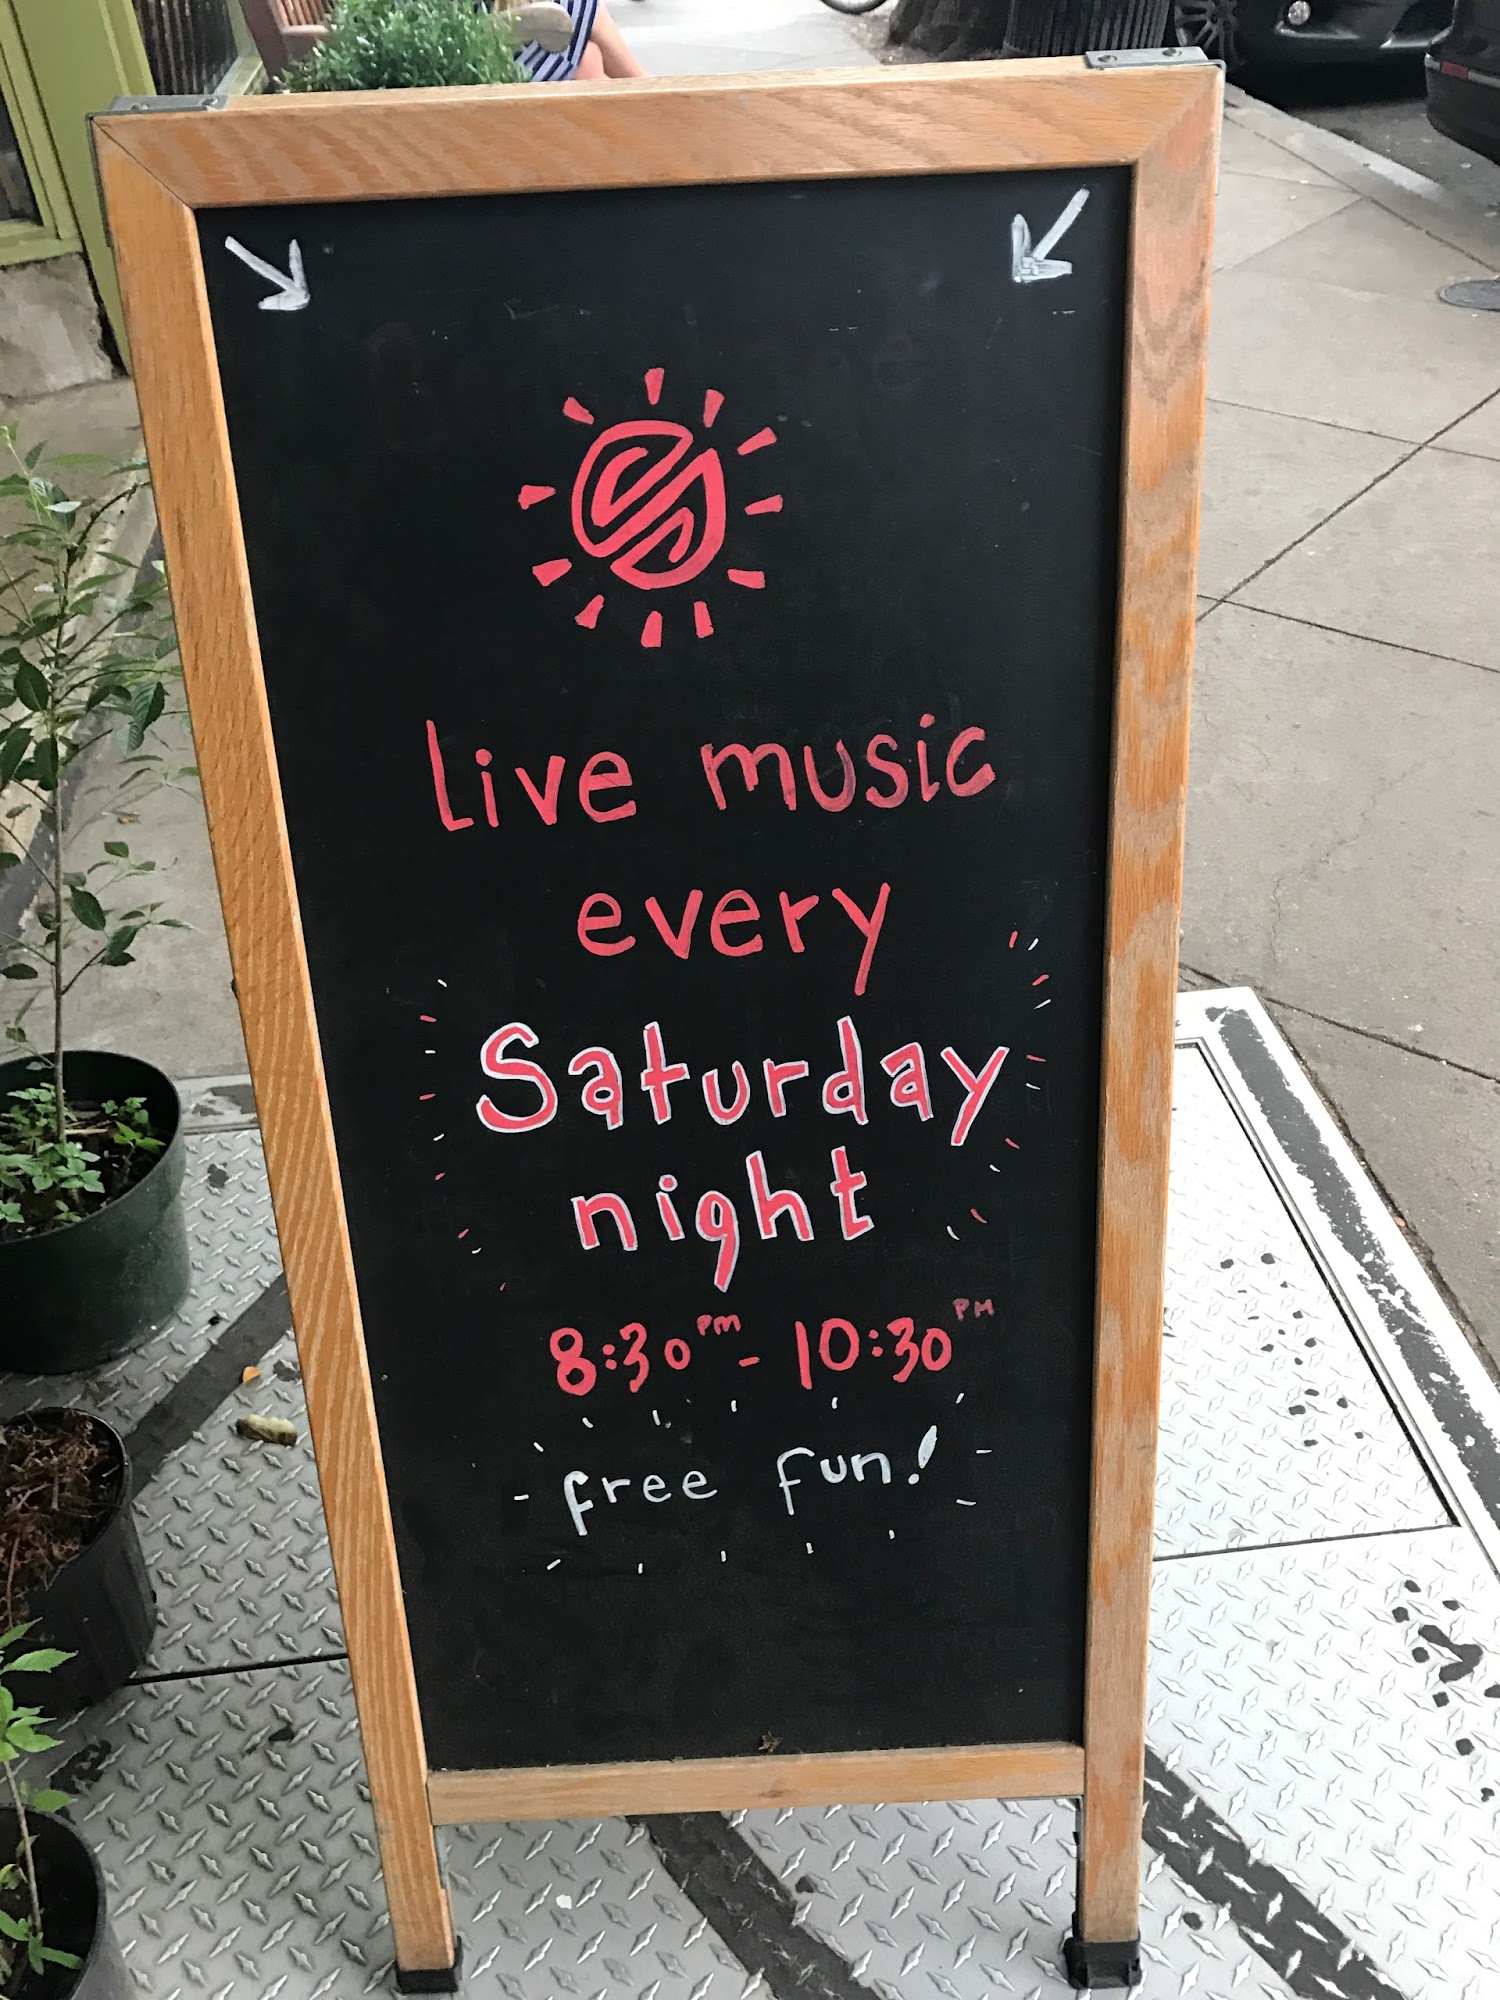 Live music
every
Saturday
night
8:30PM - 10:30PM
free fun!